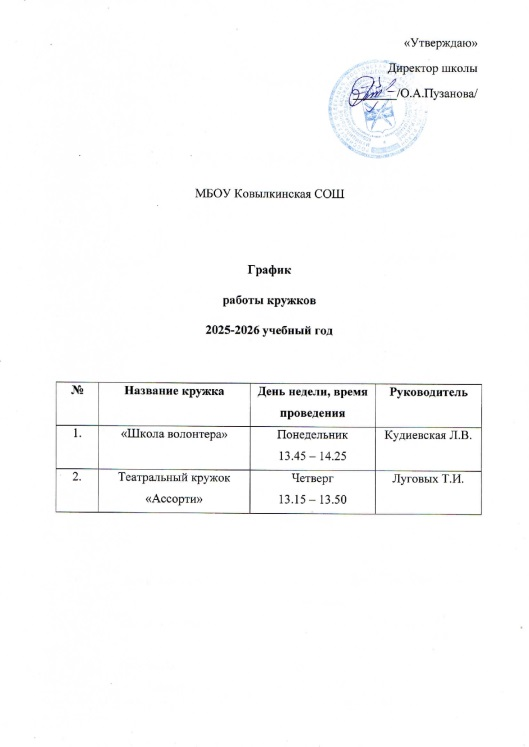 «Утверждаю»
Директор школы
/О.А.Пузанова/
МБОУ Ковылкинская СОШ
График
работы кружков
2025-2026 учебный год
№ Название кружка День недели, время проведения Руководитель
1. «Школа волонтера» Понедельник 13.45 – 14.25 Кудиевская Л.В.
2. Театральный кружок «Ассорти» Четверг 13.15 – 13.50 Луговых Т.И.